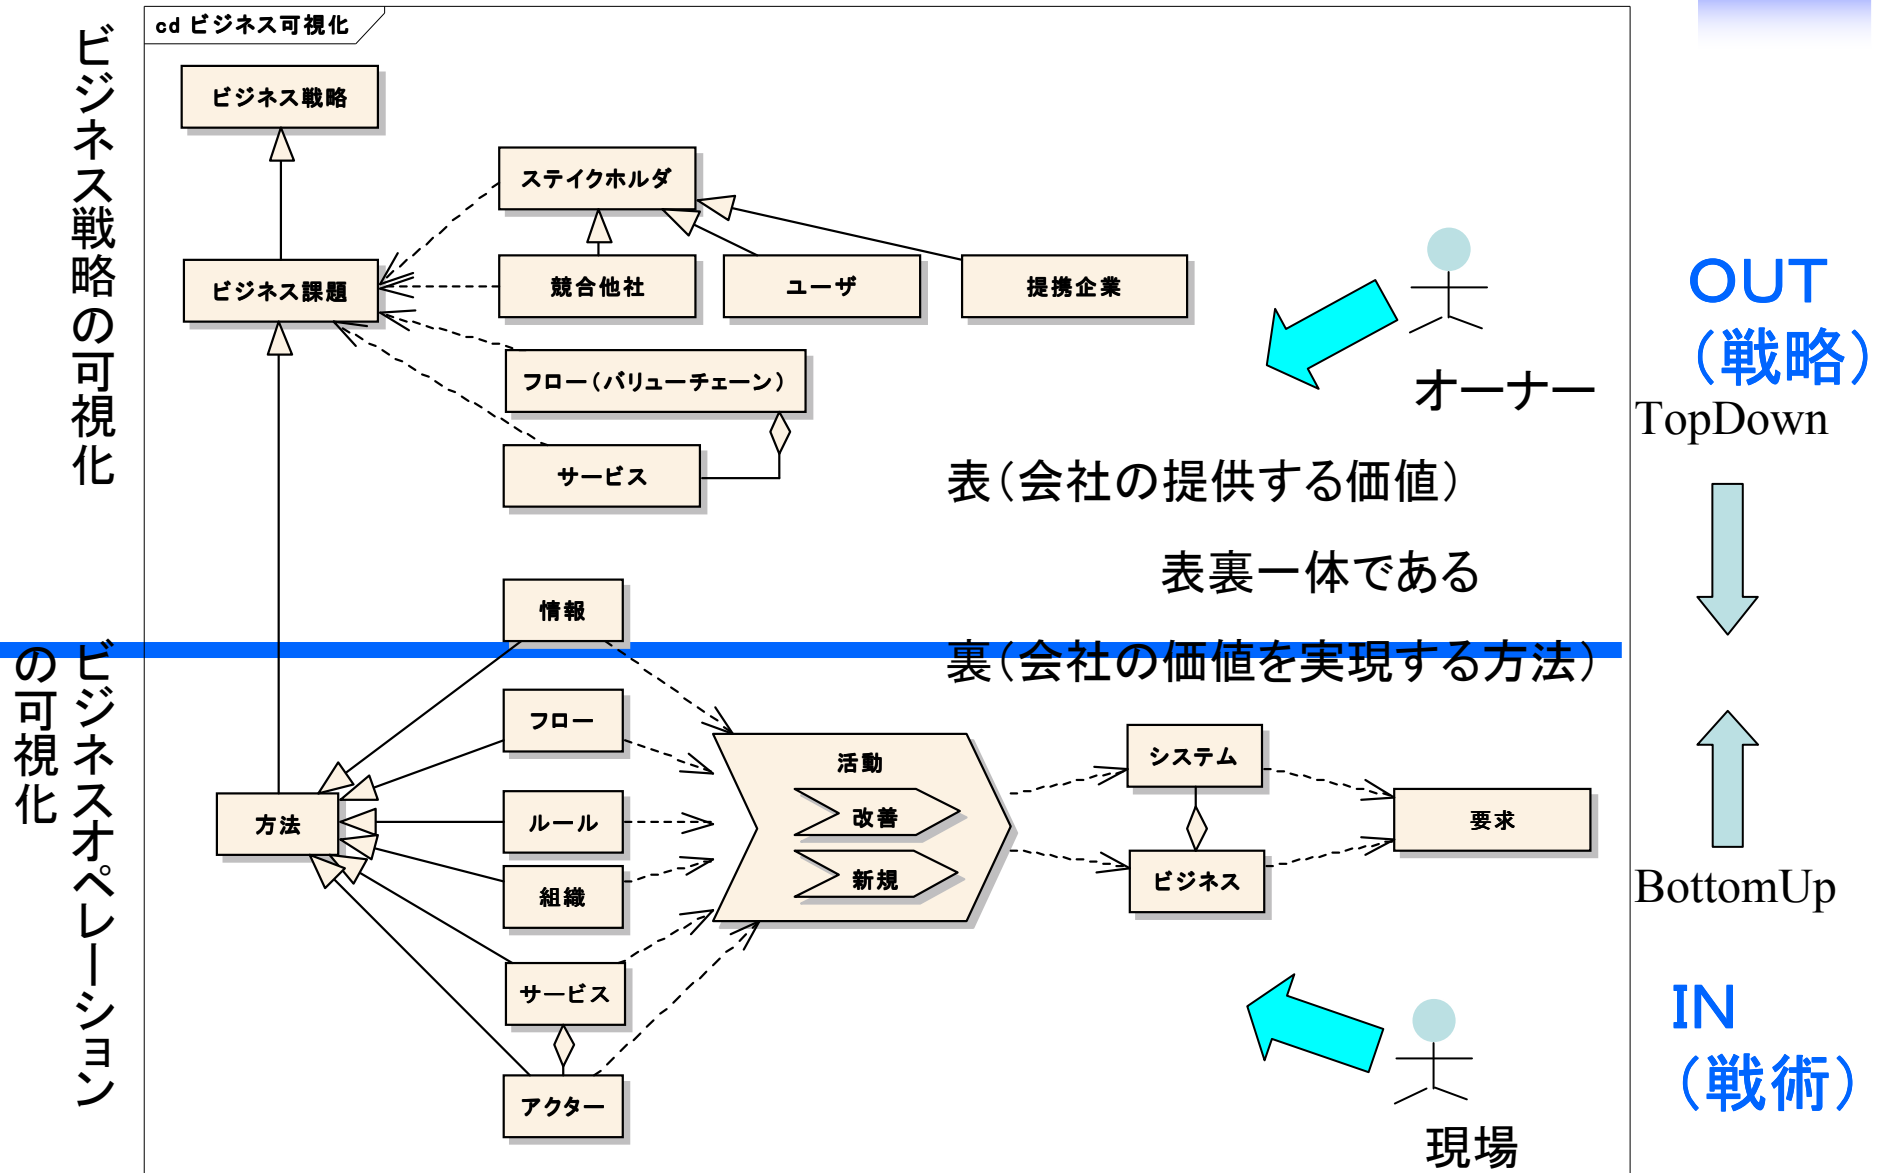 cd ビジネス可視化
ビジネス戦略の可視化
ビジネス戦略
ステイクホルダ
ビジネス課題
競合他社
ユーザ
提携企業
フロー(バリューチェーン)
サービス
オーナー
OUT
(戦略)
TopDown
表(会社の提供する価値)
表裏一体である
裏(会社の価値を実現する方法)
ビジネスオペレーション
の可視化
情報
フロー
方法
ルール
組織
サービス
アクター
活動
改善
新規
システム
ビジネス
要求
BottomUp
IN
(戦術)
現場